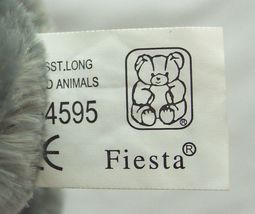 SST.LONG
D ANIMALS
4595
®
CE Fiesta®